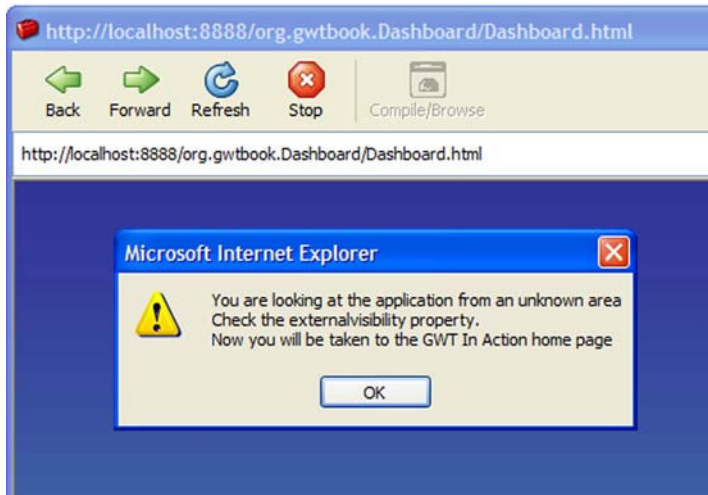 http://localhost:8888/org.gwtbook.Dashboard/Dashboard.html
Back Forward Refresh Stop Compile/Browse
http://localhost:8888/org.gwtbook.Dashboard/Dashboard.html
Microsoft Internet Explorer
You are looking at the application from an unknown area
Check the externalvisibility property.
Now you will be taken to the GWT In Action home page
OK